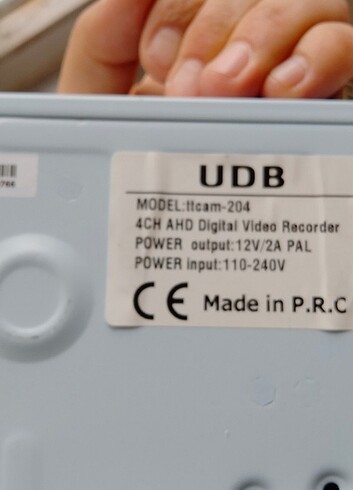 UDB
MODEL:ttcam-204
4CH AHD Digital Video Recorder
POWER output:12V/2A PAL
POWER input:110-240V
CE Made in P.R.C